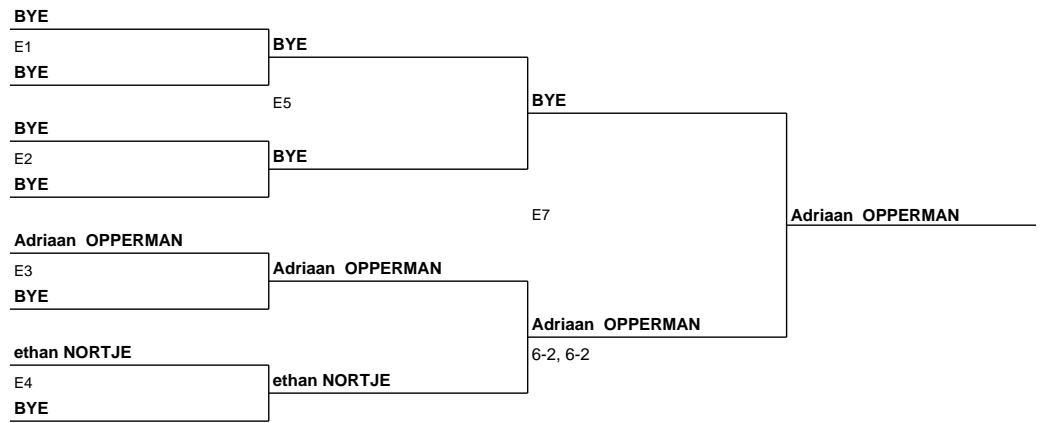 BYE
E1
BYE
BYE
E5
BYE
BYE
E2
BYE
BYE
E7
Adriaan OPPERMAN
Adriaan OPPERMAN
E3
Adriaan OPPERMAN
BYE
Adriaan OPPERMAN
6-2, 6-2
ethan NORTJE
E4
ethan NORTJE
BYE